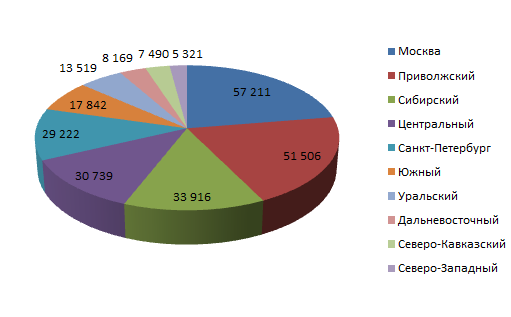 7 490
5 321
8 169
13 519
17 842
29 222
30 739
33 916
51 506
57 211
Москва
Приволжский
Сибирский
Центральный
Санкт-Петербург
Южный
Уральский
Дальневосточный
Северо-Кавказский
Северо-Западный